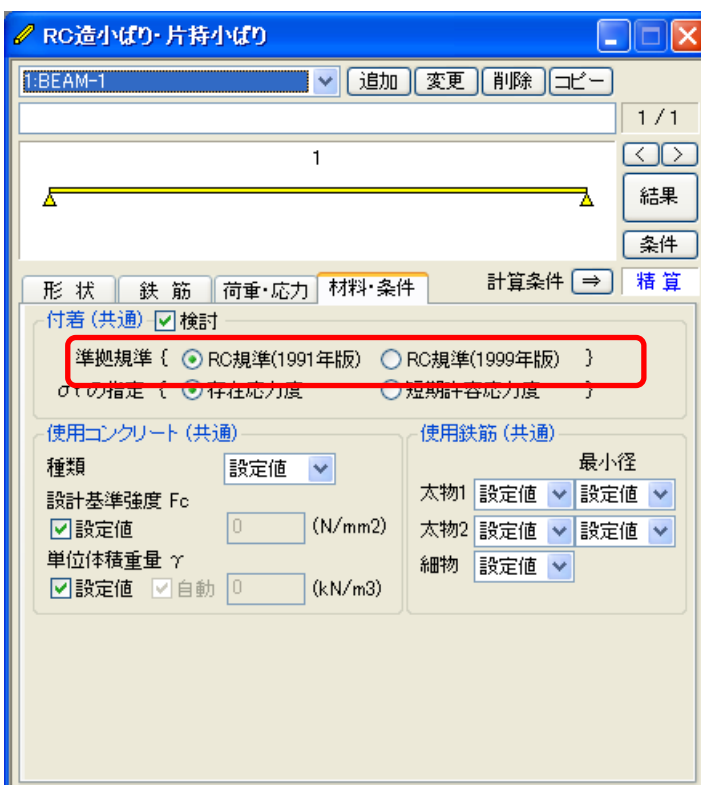 RC造小ばり・片持小ばり
1:BEAM-1 追加 変更 削除 コピー
1 / 1
1
< >
結果
条件
形 状 鉄 筋 荷重・応力 材料・条件 計算条件 ⇒ 精 算
付着(共通) 検討
準拠規準 { RC規準(1991年版) RC規準(1999年版) }
σtの指定 { 存在応力度 短期許容応力度 }
使用コンクリート(共通)
種類 設定値
設計基準強度 Fc
設定値 0 (N/mm2)
単位体積重量 γ
設定値 自動 0 (kN/m3)
使用鉄筋(共通)
最小径
太物1 設定値 設定値
太物2 設定値 設定値
細物 設定値